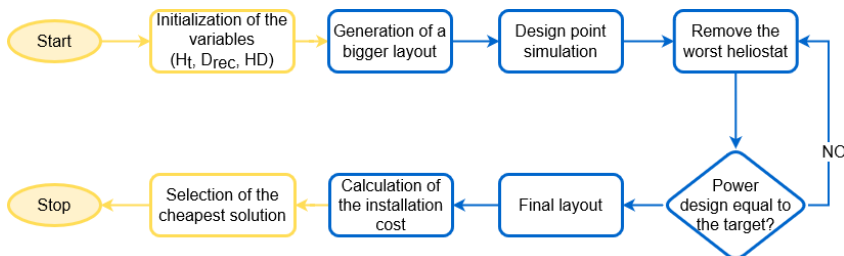 Start
Initialization of the
variables
(Ht, Drec, HD)
Generation of a
bigger layout
Design point
simulation
Remove the
worst heliostat
NO
Power
design equal to
the target?
Final layout
Calculation of
the installation
cost
Selection of the
cheapest solution
Stop